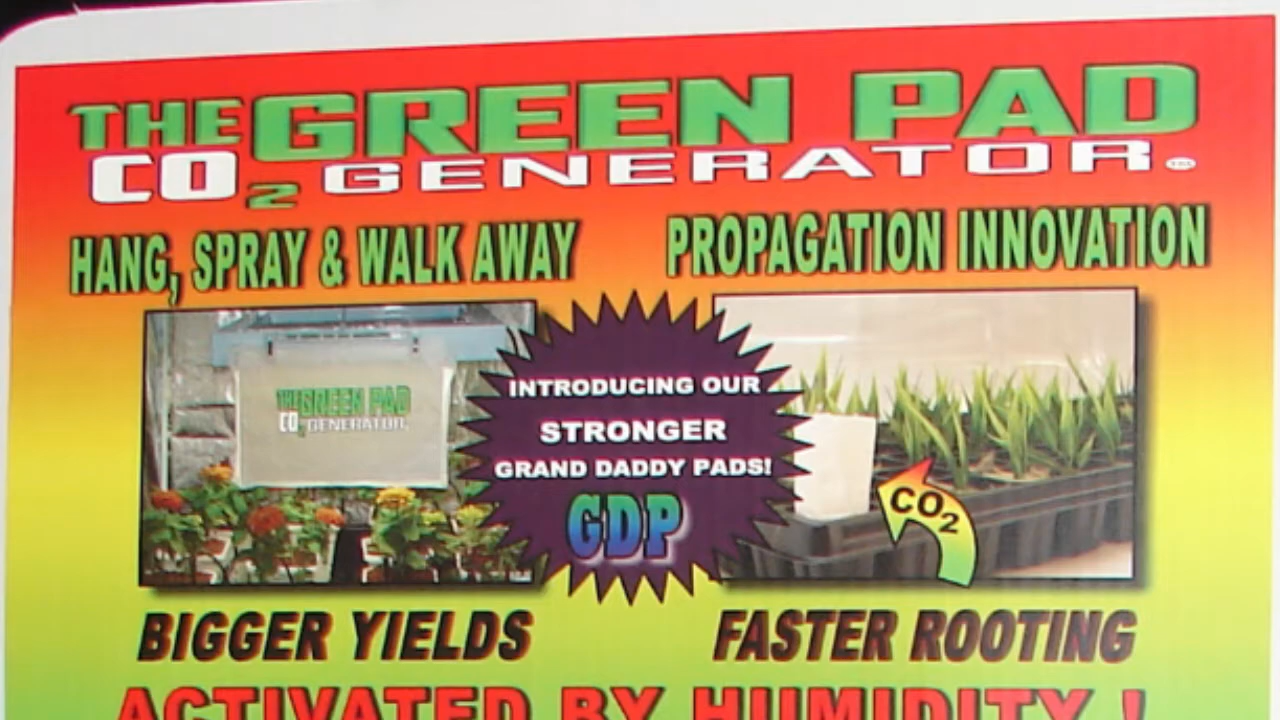 THE GREEN PAD
CO2 GENERATOR™
HANG, SPRAY & WALK AWAY
PROPAGATION INNOVATION
THE GREEN PAD
CO2 GENERATOR
INTRODUCING OUR
STRONGER
GRAND DADDY PADS!
GDP
CO2
BIGGER YIELDS
FASTER ROOTING
ACTIVATED BY HUMIDITY !